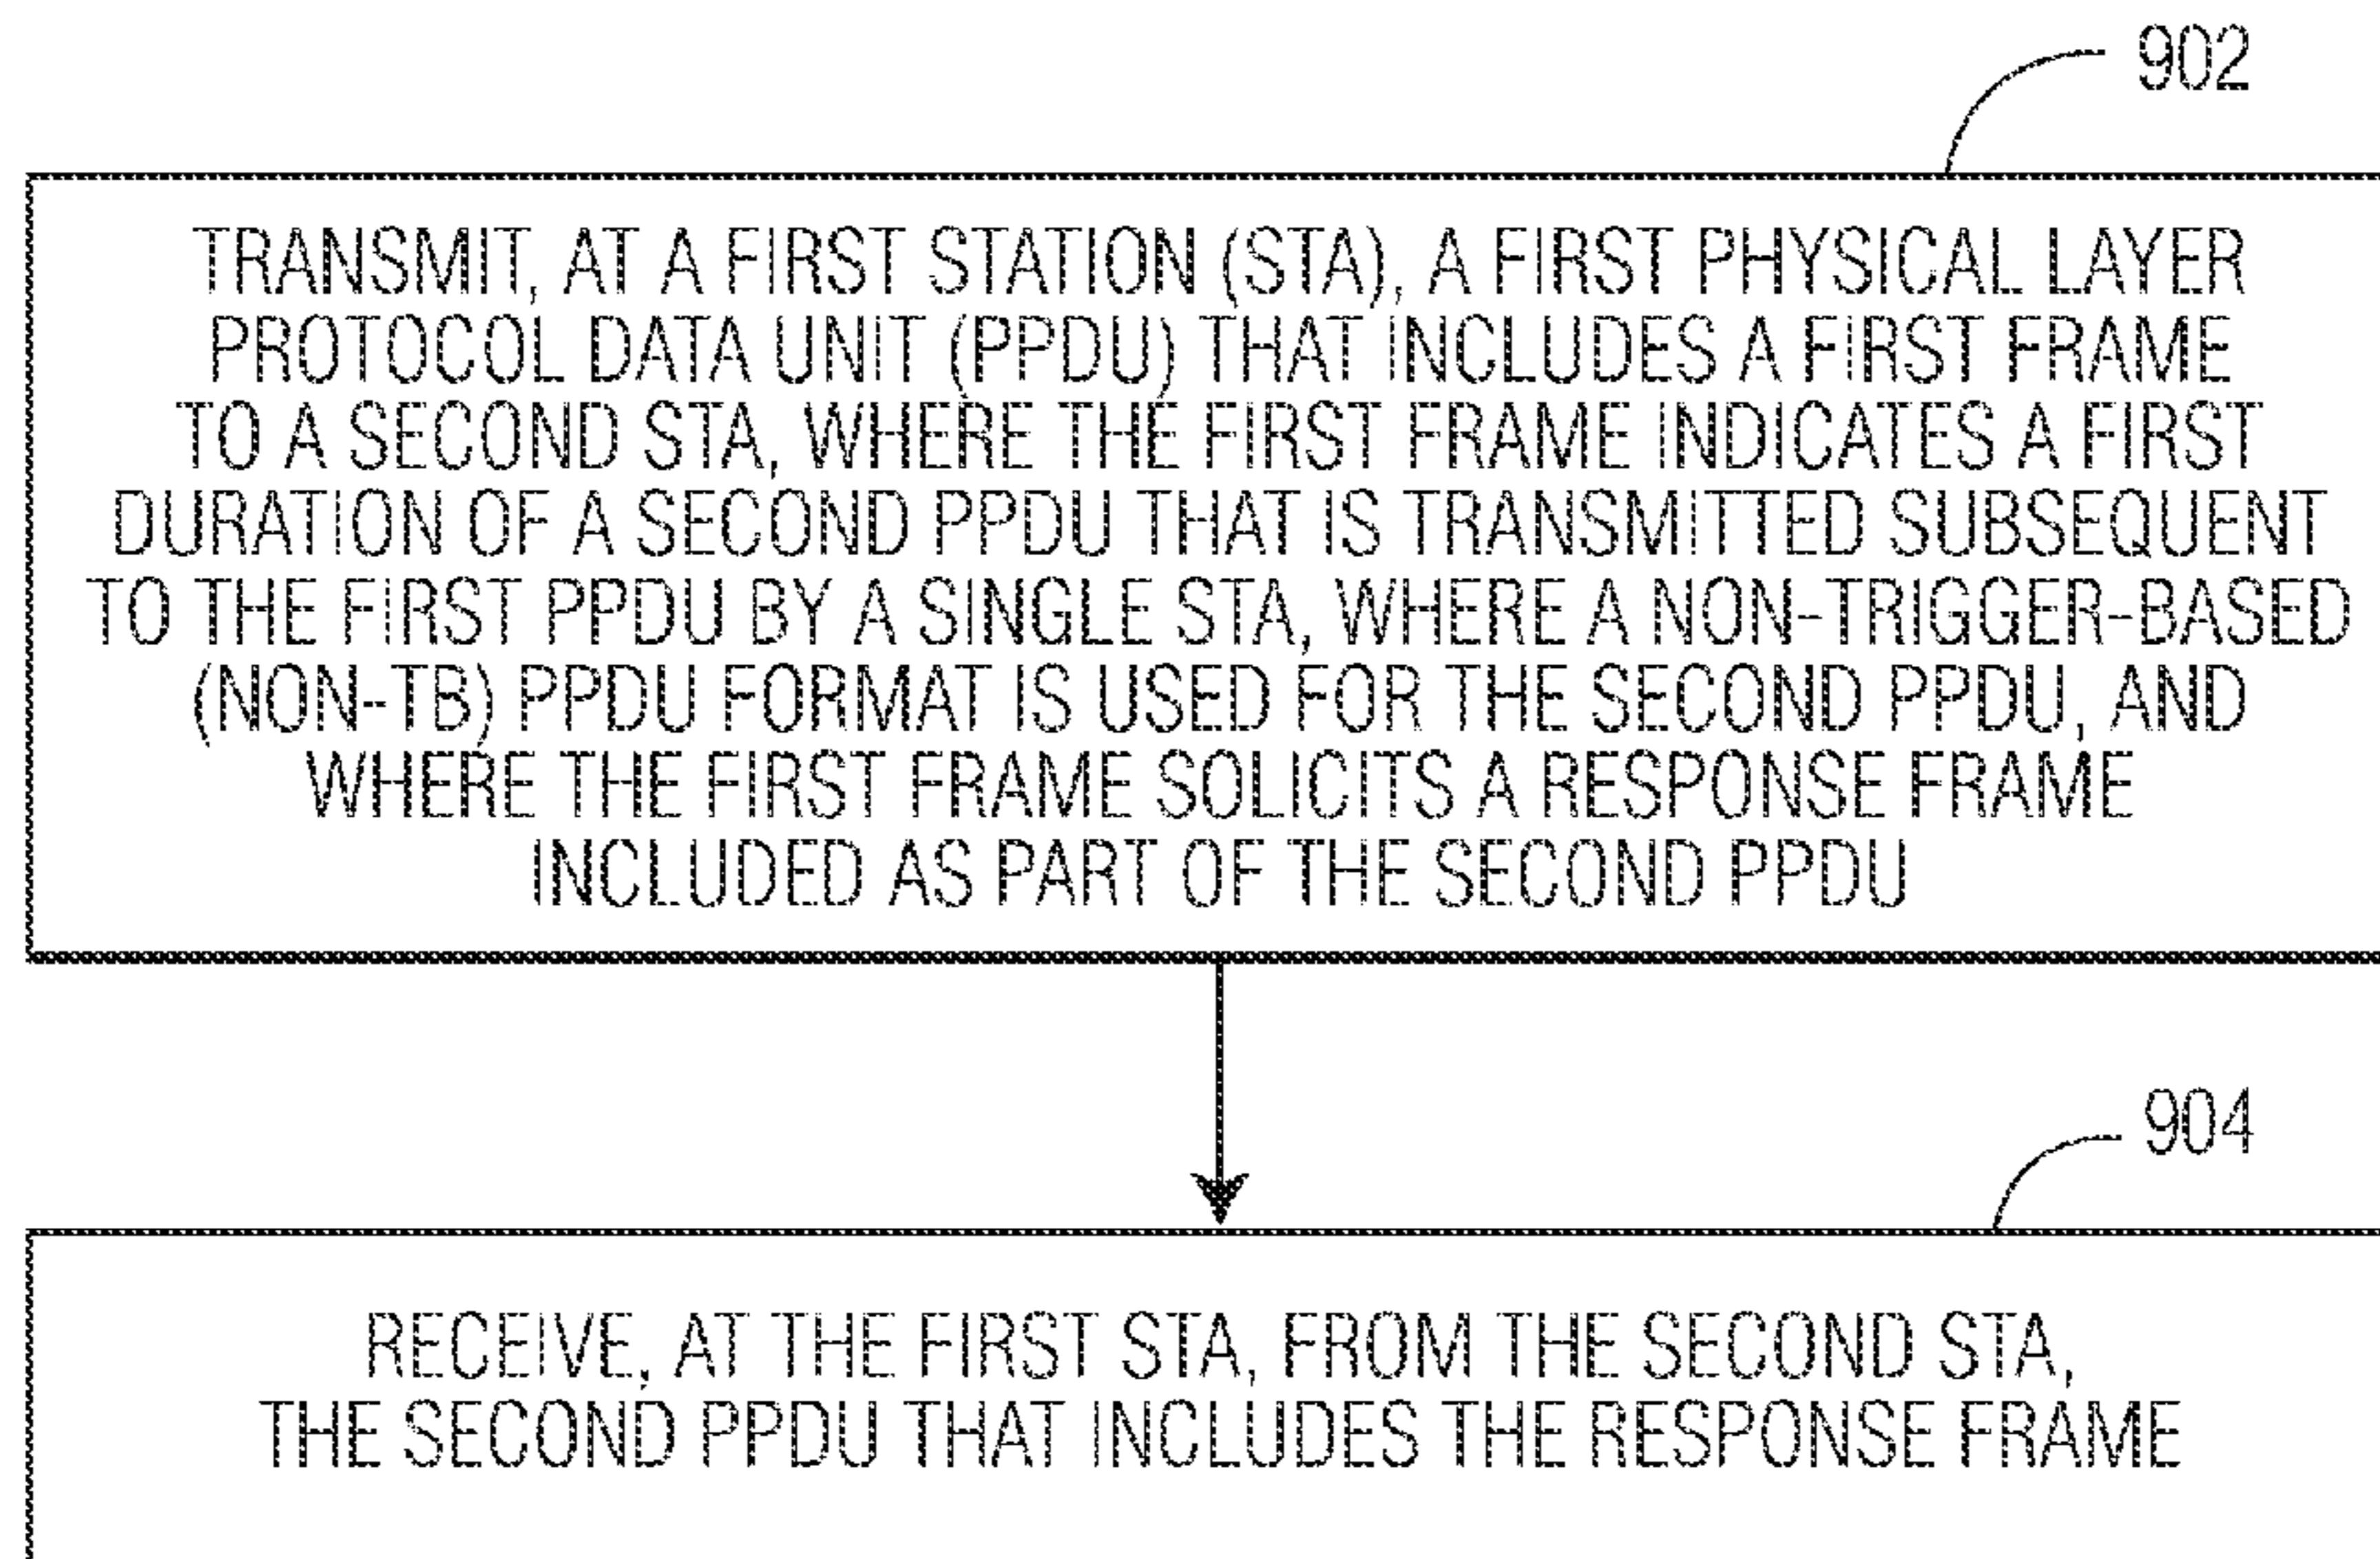 902
TRANSMIT, AT A FIRST STATION (STA), A FIRST PHYSICAL LAYER
PROTOCOL DATA UNIT (PPDU) THAT INCLUDES A FIRST FRAME
TO A SECOND STA, WHERE THE FIRST FRAME INDICATES A FIRST
DURATION OF A SECOND PPDU THAT IS TRANSMITTED SUBSEQUENT
TO THE FIRST PPDU BY A SINGLE STA, WHERE A NON-TRIGGER-BASED
(NON-TB) PPDU FORMAT IS USED FOR THE SECOND PPDU, AND
WHERE THE FIRST FRAME SOLICITS A RESPONSE FRAME
INCLUDED AS PART OF THE SECOND PPDU
904
RECEIVE, AT THE FIRST STA, FROM THE SECOND STA,
THE SECOND PPDU THAT INCLUDES THE RESPONSE FRAME